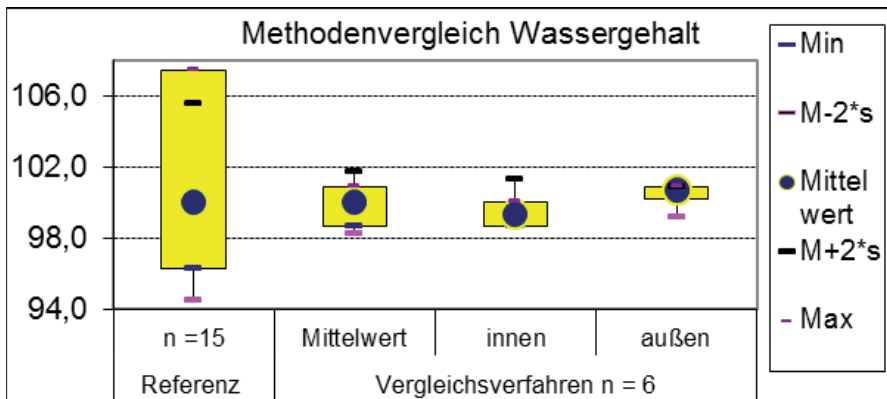 Methodenvergleich Wassergehalt
106,0
102,0
98,0
94,0
n =15
Mittelwert
innen
außen
Referenz
Vergleichsverfahren n = 6
Min
M-2*s
Mittel
wert
M+2*s
Max